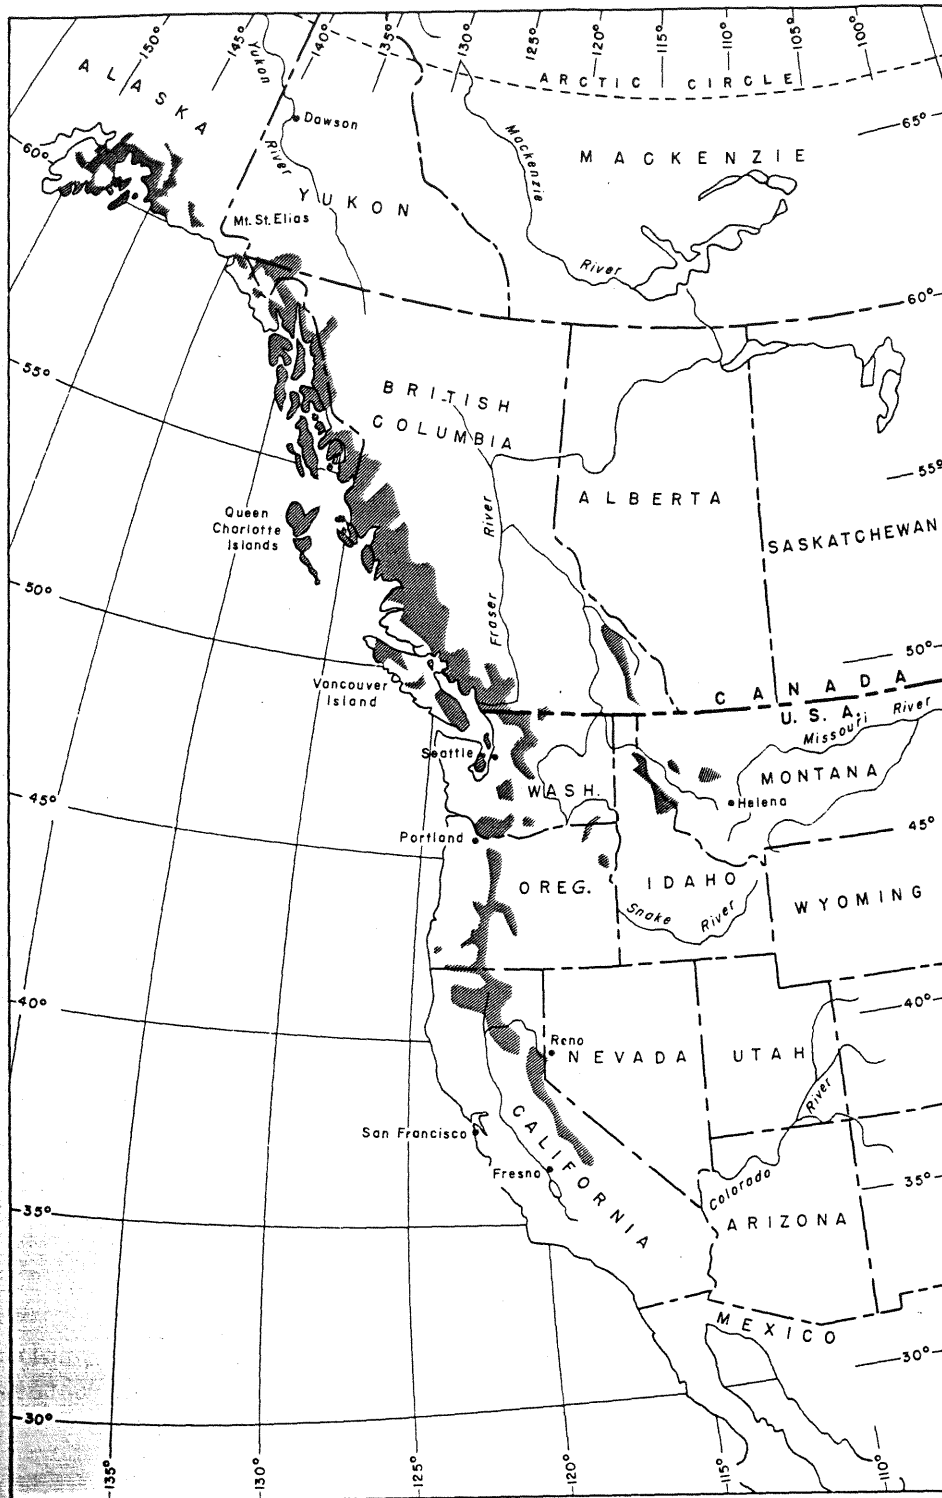 150°
145°
140°
135°
130°
125°
120°
115°
110°
105°
100°
ARCTIC CIRCLE
ALASKA
Yukon
River
Dawson
65°
60°
Mackenzie
River
MACKENZIE
YUKON
Mt. St. Elias
60°
55°
BRITISH
COLUMBIA
55°
ALBERTA
SASKATCHEWAN
Queen
Charlotte
Islands
Fraser River
50°
50°
Vancouver
Island
CANADA
U. S. A.
Missouri River
Seattle
WASH.
MONTANA
Helena
45°
45°
Portland
OREG.
IDAHO
Snake River
WYOMING
40°
40°
Reno
NEVADA
UTAH
River
Colorado
CALIFORNIA
San Francisco
Fresno
35°
35°
ARIZONA
MEXICO
30°
30°
135°
130°
125°
120°
115°
110°